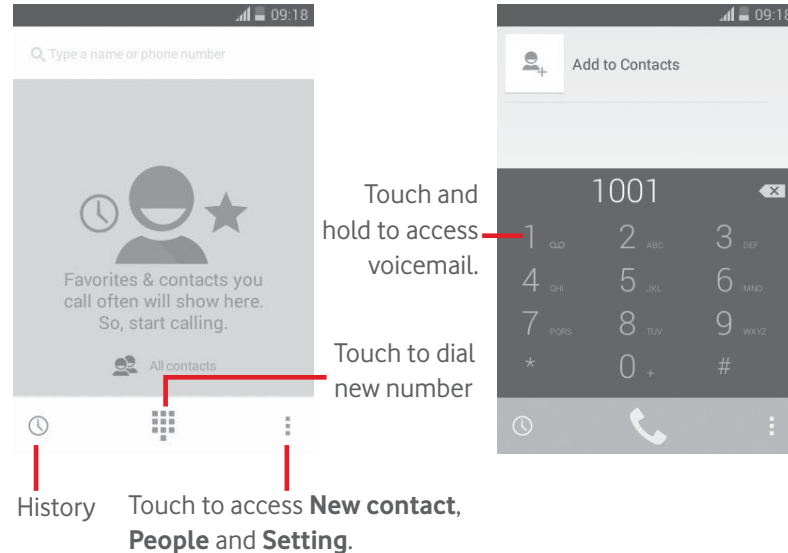 09:18
Type a name or phone number
Favorites & contacts you
call often will show here.
So, start calling.
All contacts
History
Touch to access New contact,
People and Setting.
Touch to dial
new number
Touch and
hold to access
voicemail.
09:18
Add to Contacts
1001
1 2 ABC 3 DEF
4 GHI 5 JKL 6 MNO
7 PQRS 8 TUV 9 WXYZ
* 0 + #